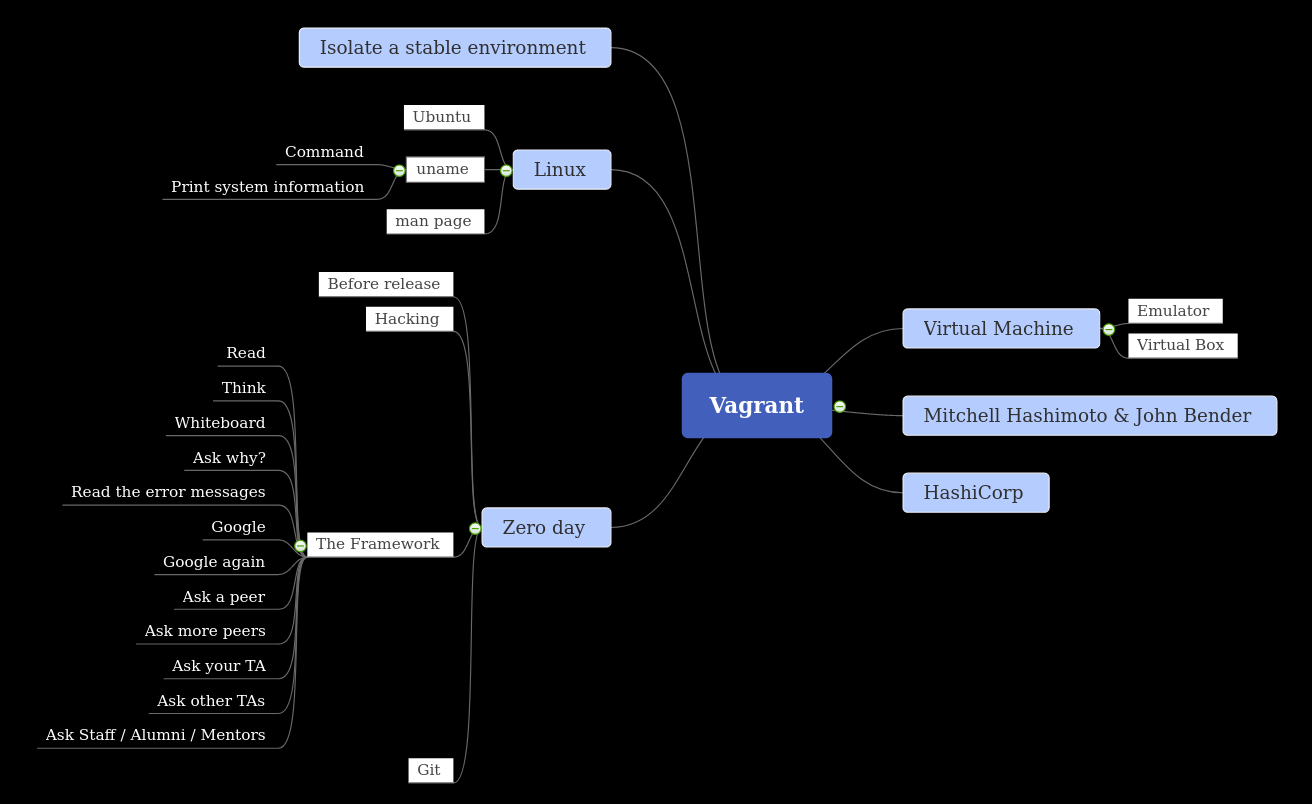 Isolate a stable environment
Ubuntu
Command
uname
Linux
Print system information
man page
Before release
Hacking
Read
Think
Whiteboard
Ask why?
Read the error messages
Google
The Framework
Zero day
Google again
Ask a peer
Ask more peers
Ask your TA
Ask other TAs
Ask Staff / Alumni / Mentors
Git
Vagrant
Virtual Machine
Emulator
Virtual Box
Mitchell Hashimoto & John Bender
HashiCorp